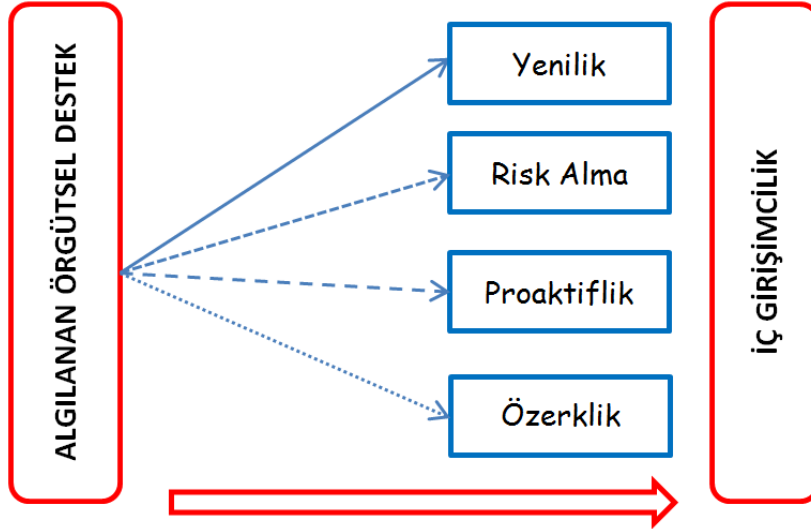 ALGILANAN ÖRGÜTSEL DESTEK
Yenilik
Risk Alma
Proaktiflik
Özerklik
İÇ GİRİŞİMCİLİK